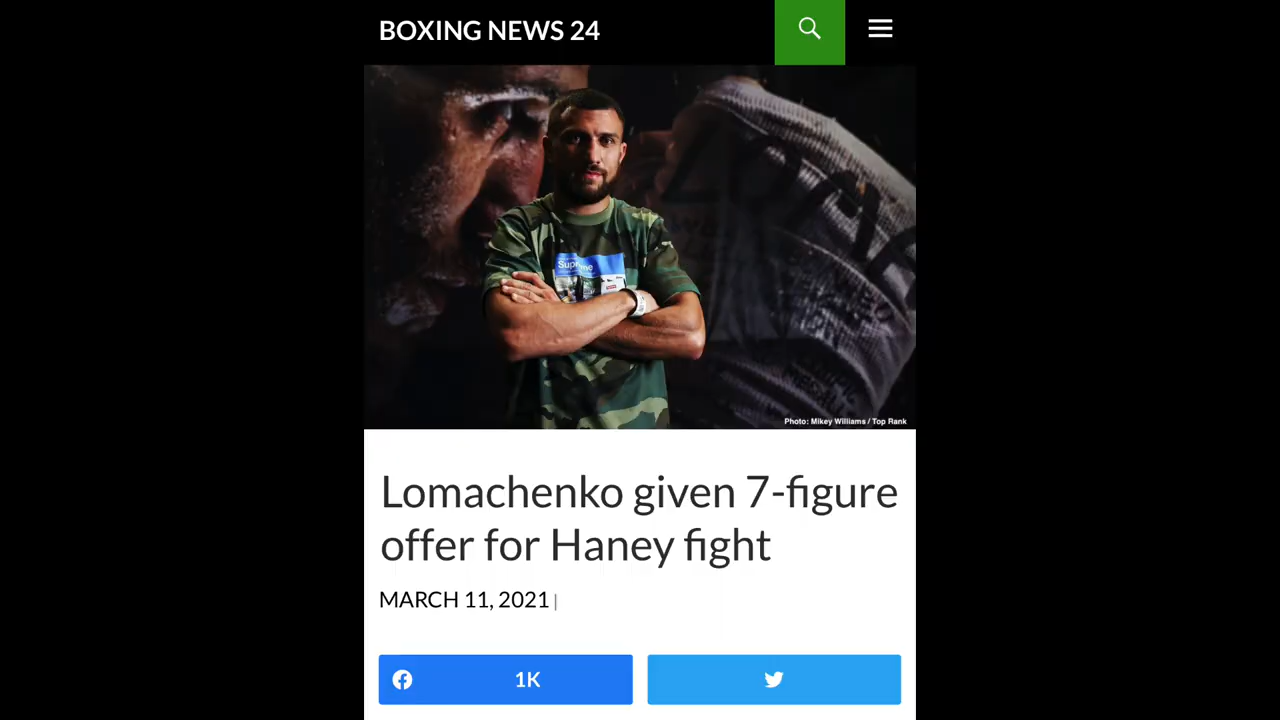 BOXING NEWS 24
Supreme
Photo: Mikey Williams / Top Rank
Lomachenko given 7-figure
offer for Haney fight
MARCH 11, 2021 |
1K